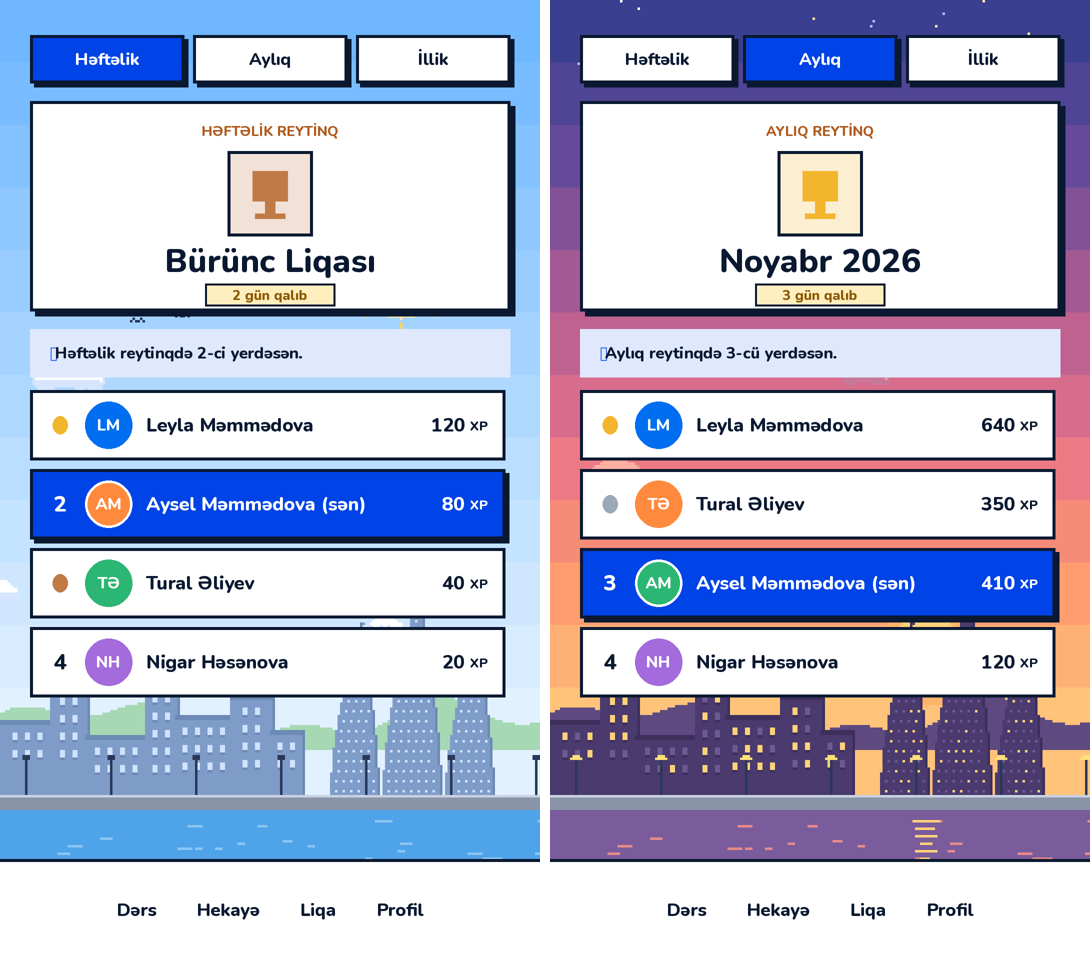 Həftəlik
Aylıq
İllik
HƏFTƏLİK REYTİNQ
Bürünc Liqası
2 gün qalıb
Həftəlik reytinqdə 2-ci yerdəsən.
LM Leyla Məmmədova 120 XP
2 AM Aysel Məmmədova (sən) 80 XP
TƏ Tural Əliyev 40 XP
4 NH Nigar Həsənova 20 XP
Dərs Hekayə Liqa Profil
Həftəlik
Aylıq
İllik
AYLIQ REYTİNQ
Noyabr 2026
3 gün qalıb
Aylıq reytinqdə 3-cü yerdəsən.
LM Leyla Məmmədova 640 XP
TƏ Tural Əliyev 350 XP
3 AM Aysel Məmmədova (sən) 410 XP
4 NH Nigar Həsənova 120 XP
Dərs Hekayə Liqa Profil